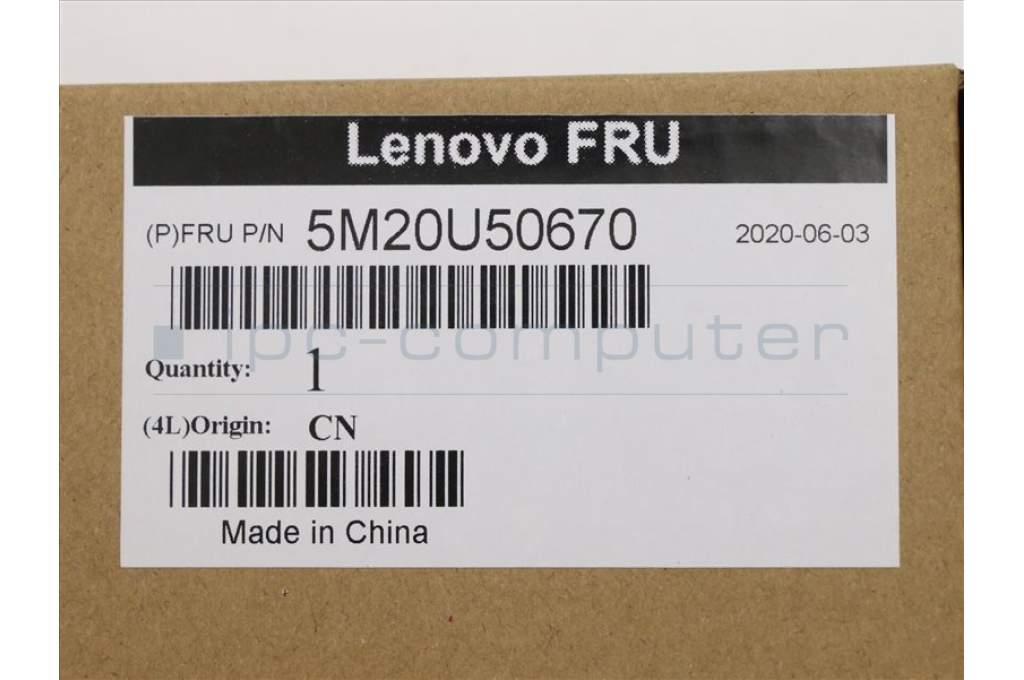 Lenovo FRU
(P)FRU P/N 5M20U50670 2020-06-03
ipc-computer
Quantity: 1
(4L)Origin: CN
Made in China